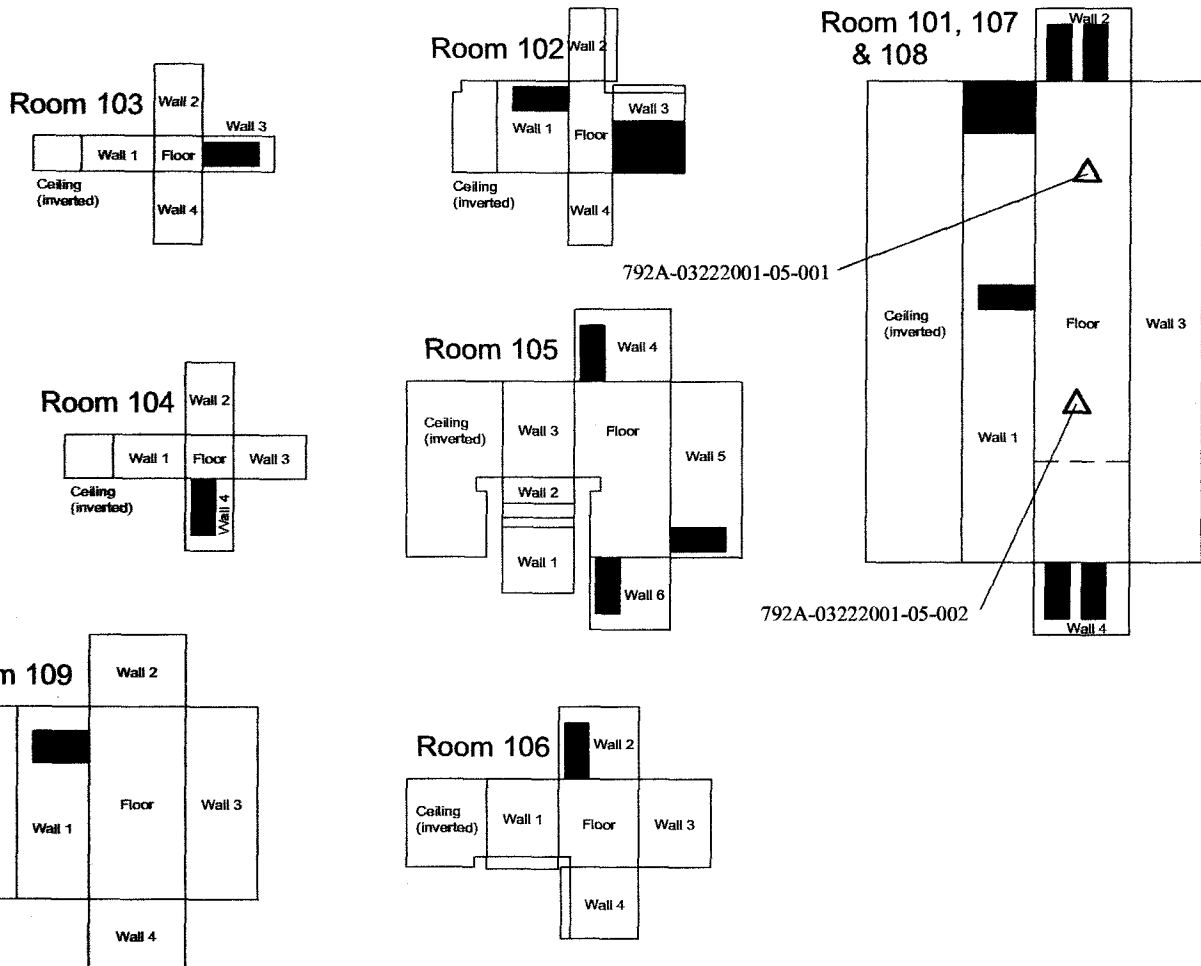 Room 103
Wall 2
Wall 3
Wall 1
Floor
Ceiling
(inverted)
Wall 4
Room 102
Wall 2
Wall 1
Floor
Wall 3
Ceiling
(inverted)
Wall 4
Room 101, 107
& 108
Wall 2
792A-03222001-05-001
Ceiling
(inverted)
Floor
Wall 3
Wall 1
792A-03222001-05-002
Wall 4
Room 104
Wall 2
Wall 1
Floor
Wall 3
Ceiling
(inverted)
Wall 4
Room 105
Wall 4
Ceiling
(inverted)
Wall 3
Floor
Wall 5
Wall 2
Wall 1
Wall 6
m 109
Wall 2
Floor
Wall 3
Wall 1
Wall 4
Room 106
Wall 2
Ceiling
(inverted)
Wall 1
Floor
Wall 3
Wall 4